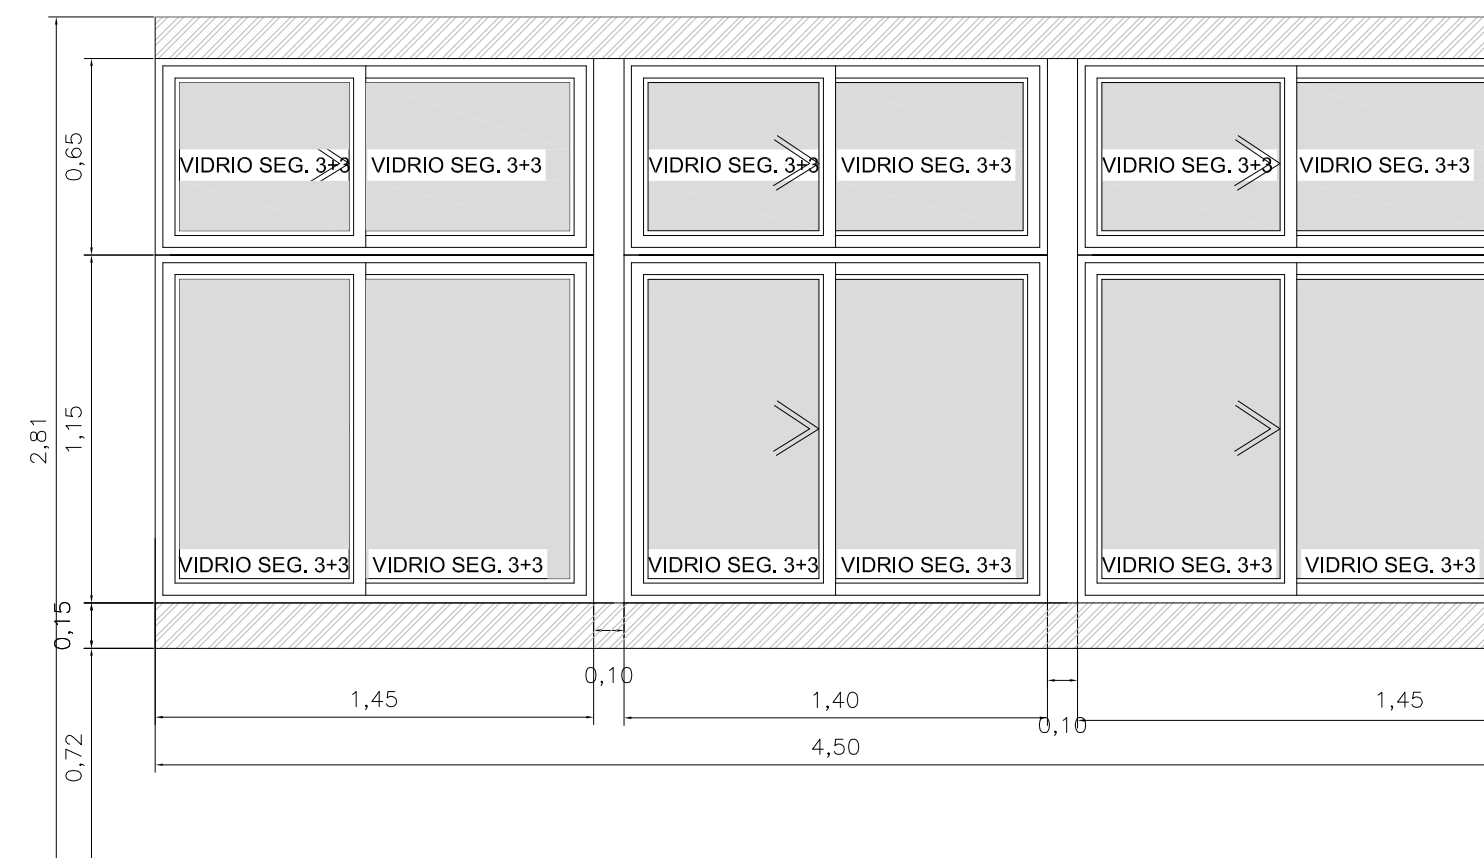 0,65
VIDRIO SEG. 3+3
VIDRIO SEG. 3+3
VIDRIO SEG. 3+3
VIDRIO SEG. 3+3
VIDRIO SEG. 3+3
VIDRIO SEG. 3+3
2,81
1,15
VIDRIO SEG. 3+3
VIDRIO SEG. 3+3
VIDRIO SEG. 3+3
VIDRIO SEG. 3+3
VIDRIO SEG. 3+3
VIDRIO SEG. 3+3
0,15
0,10
1,45
1,40
1,45
0,10
0,72
4,50